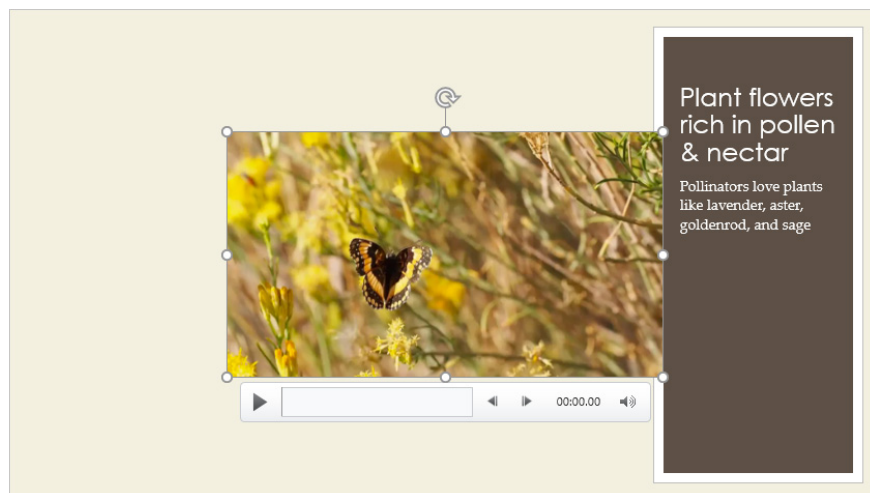 Plant flowers
rich in pollen
& nectar
Pollinators love plants
like lavender, aster,
goldenrod, and sage
00:00.00